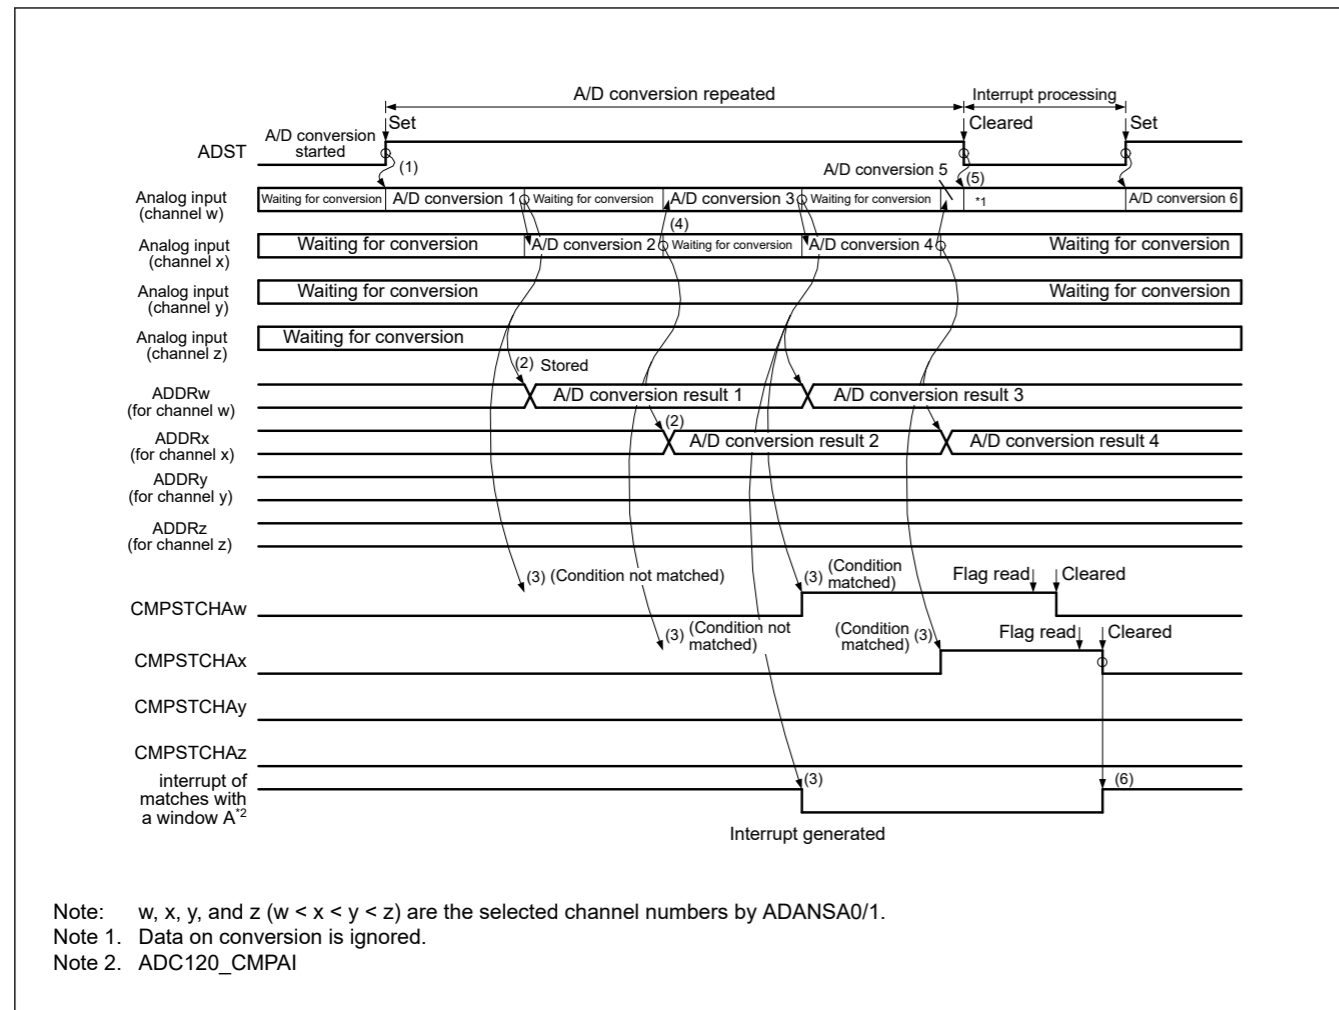 A/D conversion repeated
Interrupt processing
Set
Cleared
Set
A/D conversion
started
ADST
(1)
A/D conversion 5
(5)
Analog input
(channel w)
Waiting for conversion
A/D conversion 1
Waiting for conversion
A/D conversion 3
Waiting for conversion
*1
A/D conversion 6
(4)
Analog input
(channel x)
Waiting for conversion
A/D conversion 2
Waiting for conversion
A/D conversion 4
Waiting for conversion
Analog input
(channel y)
Waiting for conversion
Waiting for conversion
Analog input
(channel z)
Waiting for conversion
(2) Stored
ADDRw
(for channel w)
A/D conversion result 1
A/D conversion result 3
ADDRx
(for channel x)
(2)
A/D conversion result 2
A/D conversion result 4
ADDRy
(for channel y)
ADDRz
(for channel z)
(3) (Condition not matched)
(3) (Condition
matched)
Flag read
Cleared
CMPSTCHAw
(3) (Condition not
matched)
(Condition
matched) (3)
Flag read
Cleared
CMPSTCHAx
CMPSTCHAy
CMPSTCHAz
interrupt of
matches with
a window A*2
(3)
(6)
Interrupt generated
Note: w, x, y, and z (w < x < y < z) are the selected channel numbers by ADANSA0/1.
Note 1. Data on conversion is ignored.
Note 2. ADC120_CMPAI